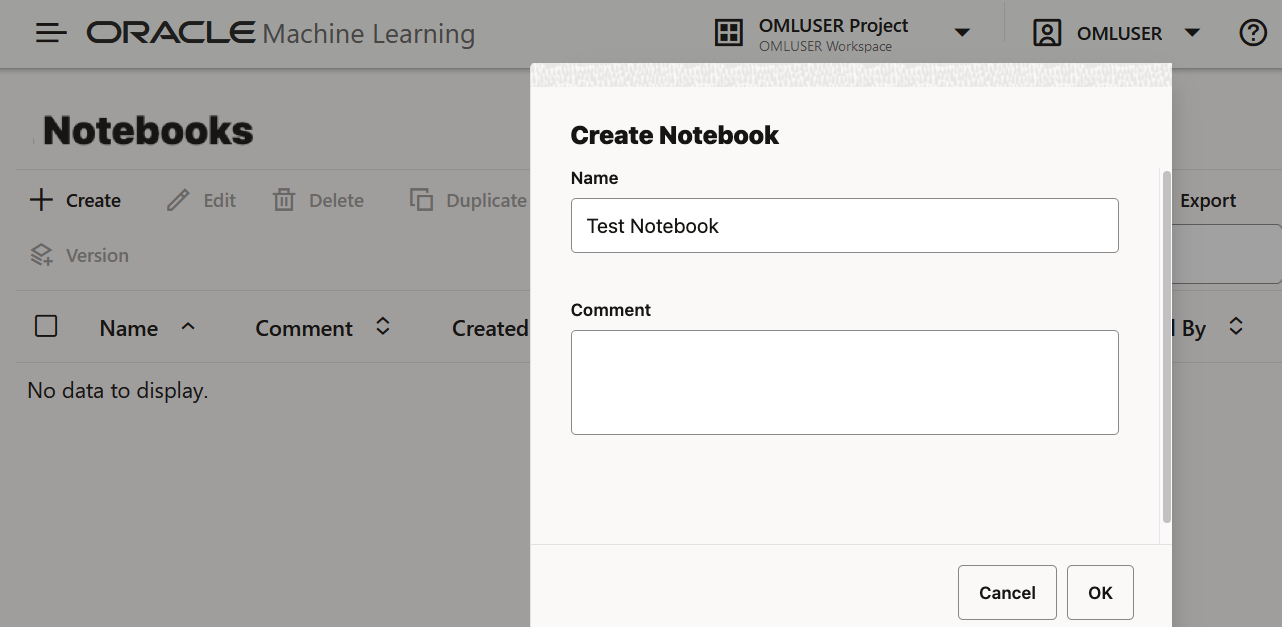 ORACLE Machine Learning
OMLUSER Project
OMLUSER Workspace
OMLUSER
?
Notebooks
Create Edit Delete Duplicate
Export
Version
Name Comment Created
By
No data to display.
Create Notebook
Name
Test Notebook
Comment
Cancel OK